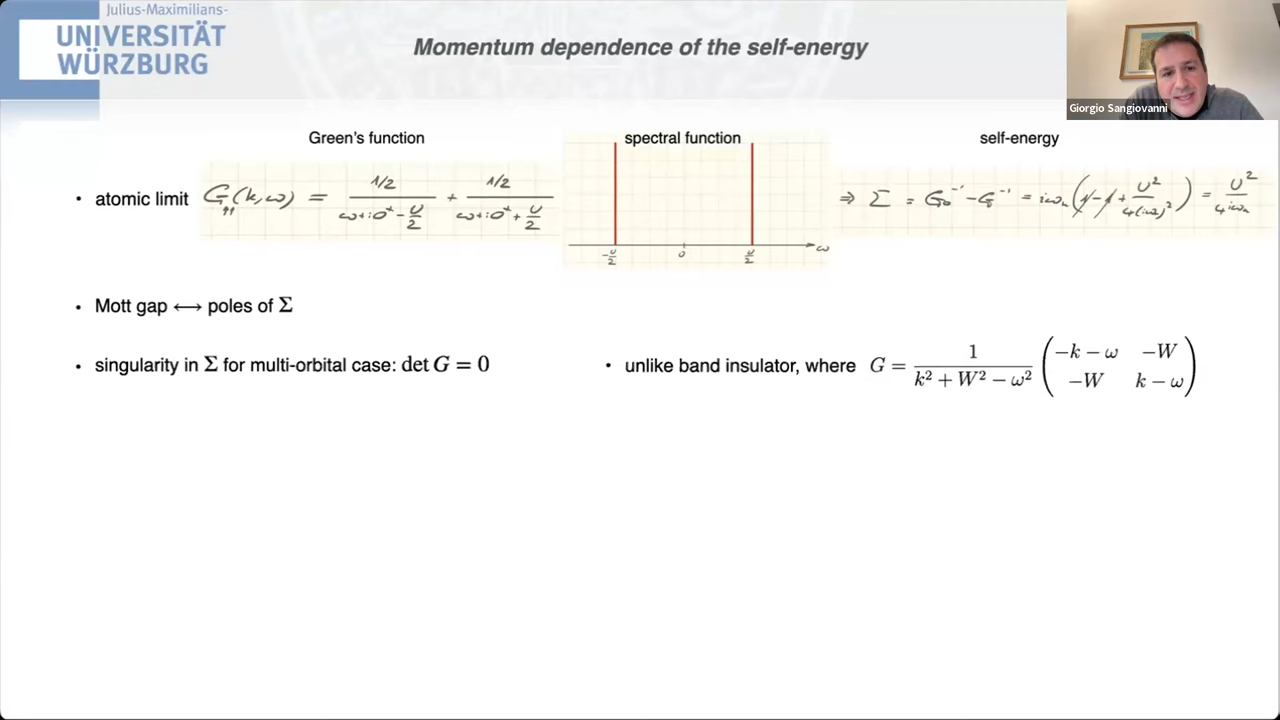 Julius-Maximilians-
UNIVERSITÄT
WÜRZBURG
Momentum dependence of the self-energy
Giorgio Sangiovanni
Green's function
spectral function
self-energy
• atomic limit G↑↑(k,ω) = 1/2 / (ω+i0⁺ - U/2) + 1/2 / (ω+i0⁺ + U/2)
-U/2 0 U/2 ω
⇒ Σ = G₀⁻¹ - G⁻¹ = iωₙ(1 - 1 + U²/4(iωₙ)²) = U²/4iωₙ
• Mott gap ⟷ poles of Σ
• singularity in Σ for multi-orbital case: det G = 0
• unlike band insulator, where G = 1/(k² + W² − ω²) (−k − ω −W
−W k − ω)